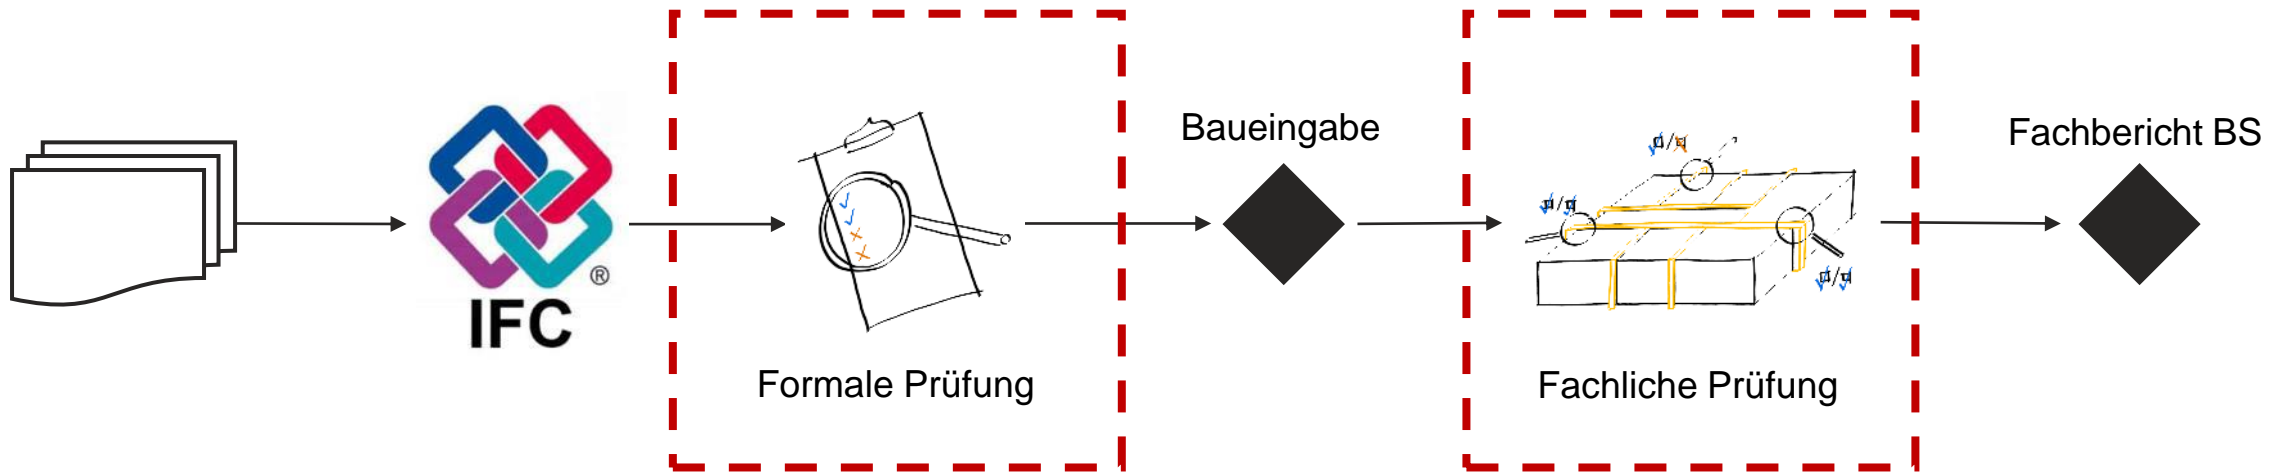 IFC
®
Formale Prüfung
Baueingabe
Fachliche Prüfung
Fachbericht BS